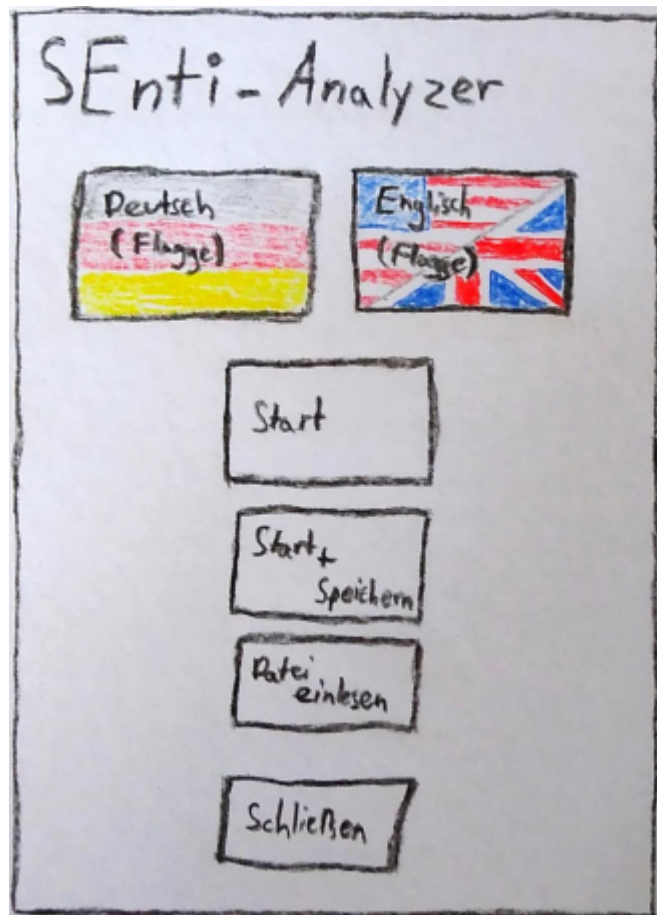 SEnti-Analyzer
Deutsch
(Flagge)
Englisch
(Flagge)
Start
Start+
Speichern
Datei
einlesen
Schließen